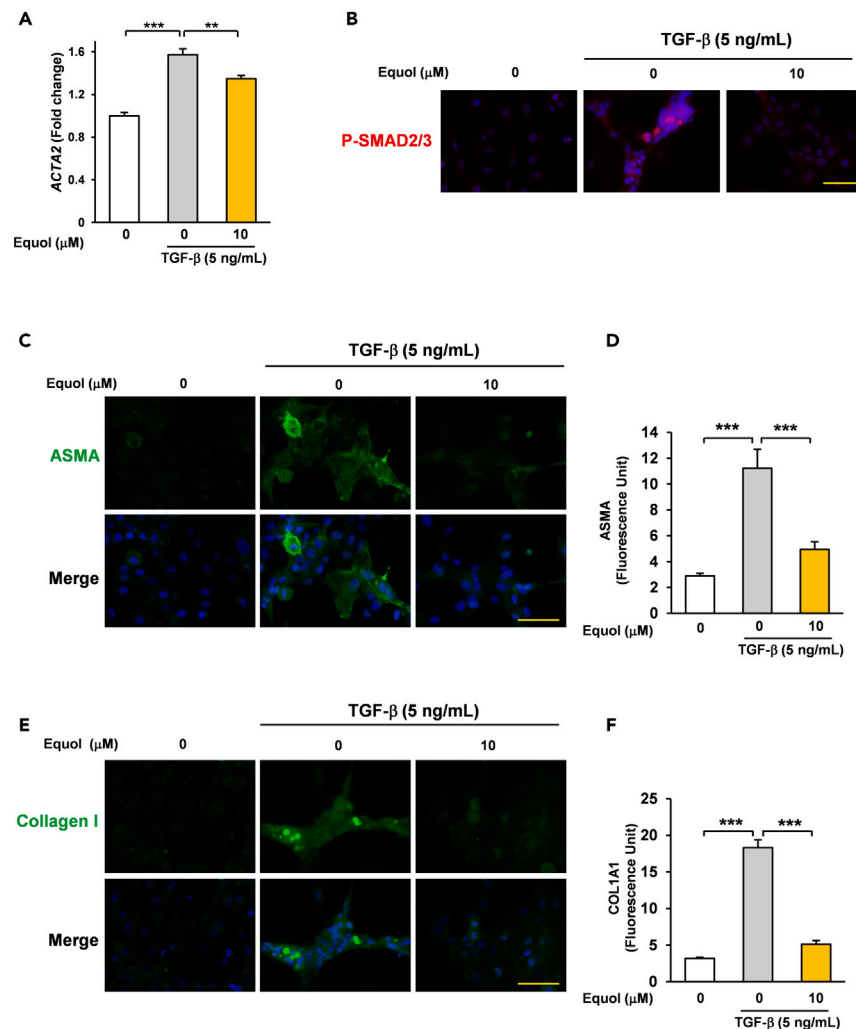 A
*** **
ACTA2 (Fold change)
1.6
1.2
0.8
0.4
0
Equol (μM) 0 0 10
TGF-β (5 ng/mL)
B
TGF-β (5 ng/mL)
Equol (μM) 0 0 10
P-SMAD2/3
C
TGF-β (5 ng/mL)
Equol (μM) 0 0 10
ASMA
Merge
D
*** ***
ASMA
(Fluorescence Unit)
14
12
10
8
6
4
2
0
Equol (μM) 0 0 10
TGF-β (5 ng/mL)
E
TGF-β (5 ng/mL)
Equol (μM) 0 0 10
Collagen I
Merge
F
*** ***
COL1A1
(Fluorescence Unit)
25
20
15
10
5
0
Equol (μM) 0 0 10
TGF-β (5 ng/mL)